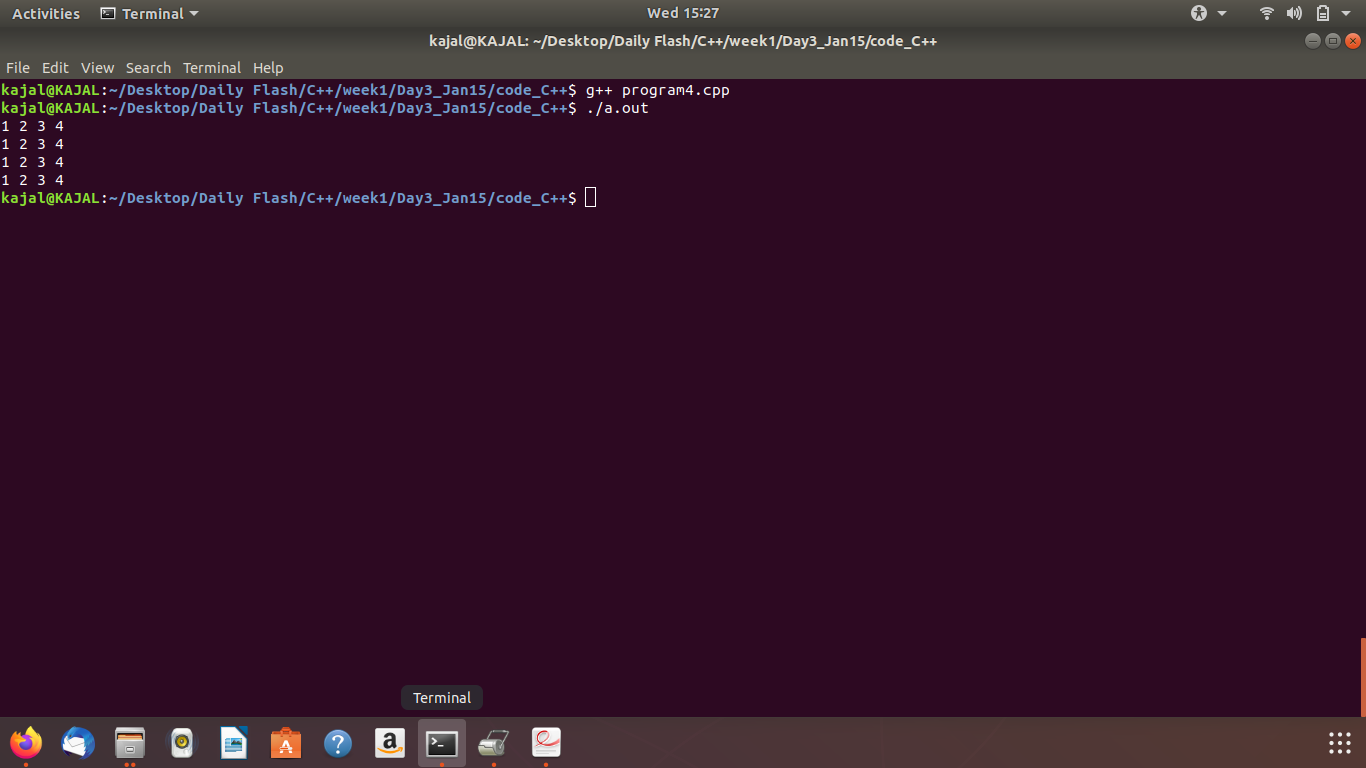 Activities Terminal Wed 15:27
kajal@KAJAL: ~/Desktop/Daily Flash/C++/week1/Day3_Jan15/code_C++
File Edit View Search Terminal Help
kajal@KAJAL:~/Desktop/Daily Flash/C++/week1/Day3_Jan15/code_C++$ g++ program4.cpp
kajal@KAJAL:~/Desktop/Daily Flash/C++/week1/Day3_Jan15/code_C++$ ./a.out
1 2 3 4
1 2 3 4
1 2 3 4
1 2 3 4
kajal@KAJAL:~/Desktop/Daily Flash/C++/week1/Day3_Jan15/code_C++$
Terminal